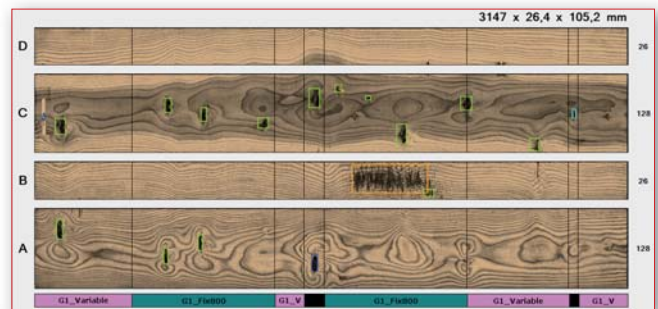 3147 x 26,4 x 105,2 mm
D 26
C 128
B 26
A 128
G1_Variable G1_Fix800 G1_V G1_Fix800 G1_Variable G1_V